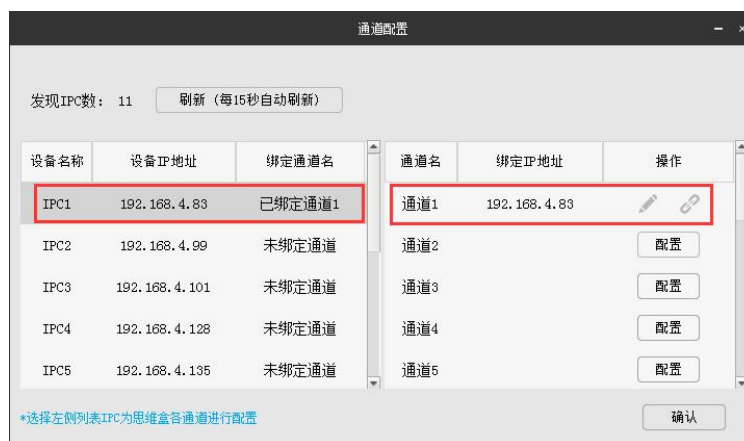 通道配置
发现IPC数： 11 刷新（每15秒自动刷新）
设备名称 设备IP地址 绑定通道名 通道名 绑定IP地址 操作
IPC1 192.168.4.83 已绑定通道1 通道1 192.168.4.83
IPC2 192.168.4.99 未绑定通道 通道2 配置
IPC3 192.168.4.101 未绑定通道 通道3 配置
IPC4 192.168.4.128 未绑定通道 通道4 配置
IPC5 192.168.4.135 未绑定通道 通道5 配置
*选择左侧列表IPC为思维盒各通道进行配置 确认